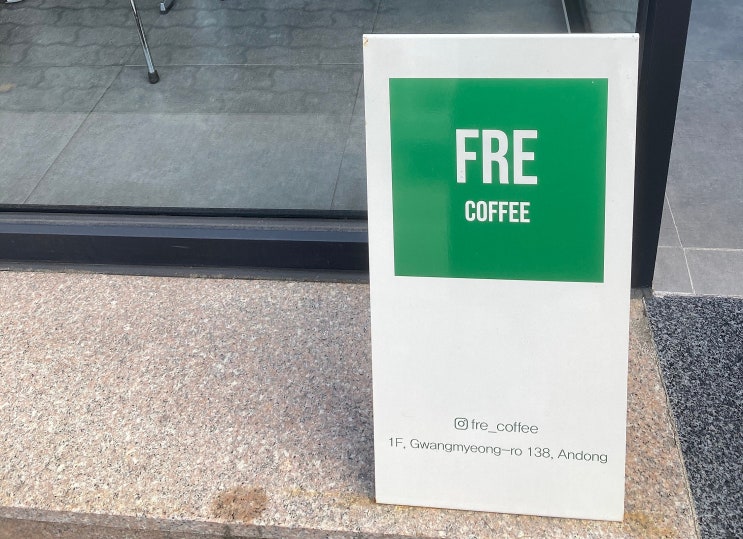 FRE
COFFEE
fre_coffee
1F, Gwangmyeong-ro 138, Andong